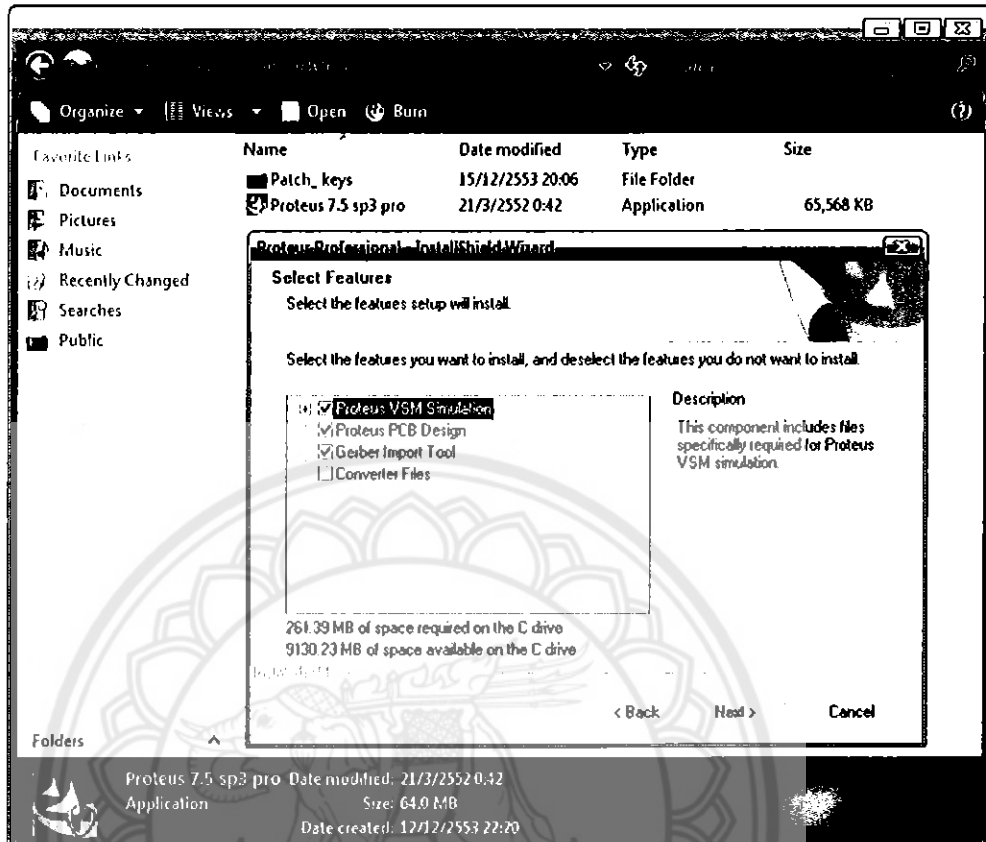 Organize Views Open Burn
Favorite Links
Documents
Pictures
Music
Recently Changed
Searches
Public
Folders
Name Date modified Type Size
Patch_ keys 15/12/2553 20:06 File Folder
Proteus 7.5 sp3 pro 21/3/2552 0:42 Application 65,568 KB
Proteus Professional - InstallShield Wizard
Select Features
Select the features setup will install.
Select the features you want to install, and deselect the features you do not want to install.
Proteus VSM Simulation
Proteus PCB Design
Gerber Import Tool
Converter Files
Description
This component includes files
specifically required for Proteus
VSM simulation.
261.39 MB of space required on the C drive
9130.23 MB of space available on the C drive
< Back Next > Cancel
Proteus 7.5 sp3 pro Date modified: 21/3/2552 0:42
Application Size: 64.0 MB
Date created: 12/12/2553 22:20